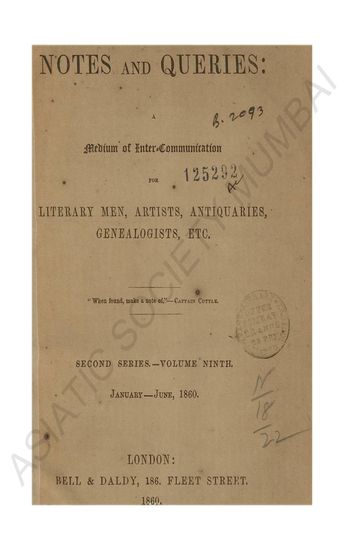 NOTES AND QUERIES:
B. 2093
A
Medium of Inter-Communication
FOR
125292
LITERARY MEN, ARTISTS, ANTIQUARIES,
GENEALOGISTS, ETC.
"When found, make a note of."—CAPTAIN CUTTLE.
SECOND SERIES.—VOLUME NINTH.
JANUARY—JUNE, 1860.
N
18
22
LONDON:
BELL & DALDY, 186. FLEET STREET.
1860.
ASIATIC SOCIETY MUMBAI